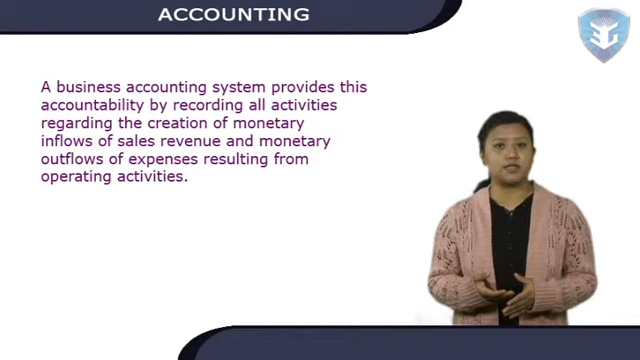 ACCOUNTING
A business accounting system provides this
accountability by recording all activities
regarding the creation of monetary
inflows of sales revenue and monetary
outflows of expenses resulting from
operating activities.